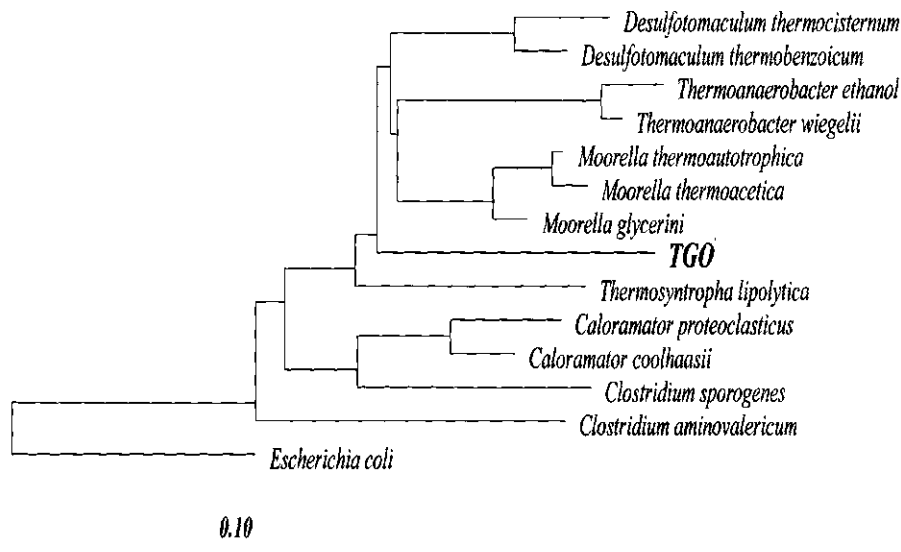 Desulfotomaculum thermocisternum
Desulfotomaculum thermobenzoicum
Thermoanaerobacter ethanol
Thermoanaerobacter wiegelii
Moorella thermoautotrophica
Moorella thermoacetica
Moorella glycerini
TGO
Thermosyntropha lipolytica
Caloramator proteoclasticus
Caloramator coolhaasii
Clostridium sporogenes
Clostridium aminovalericum
Escherichia coli
0.10